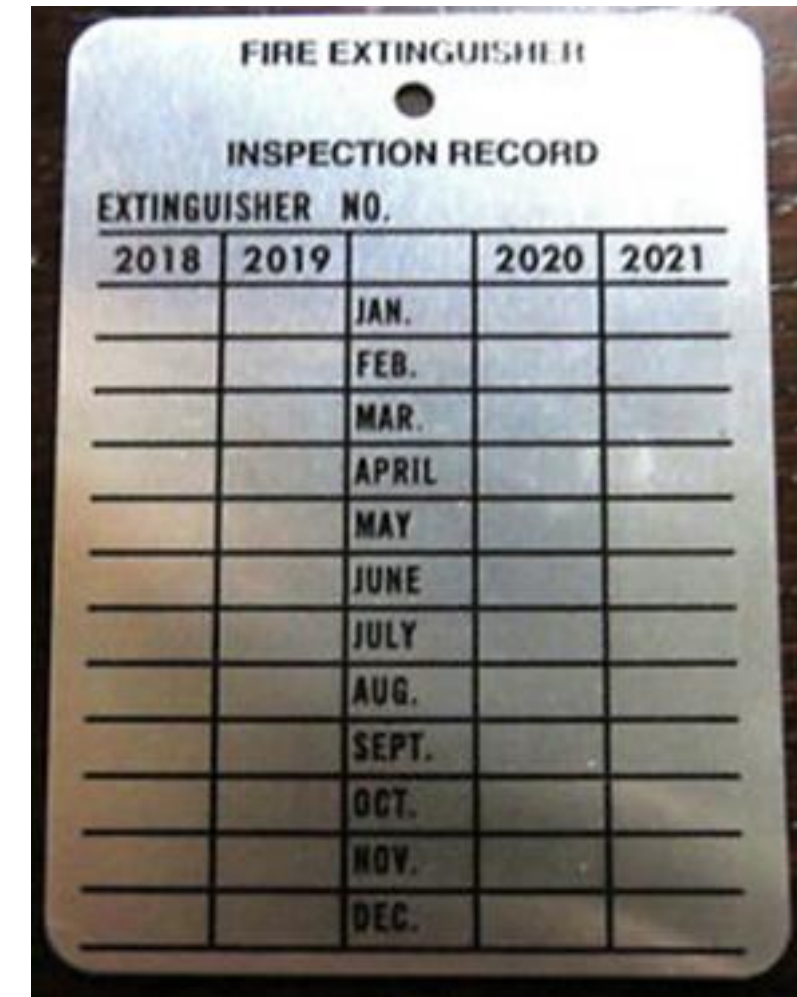 FIRE EXTINGUISHER
INSPECTION RECORD
EXTINGUISHER NO.
2018 2019 2020 2021
JAN.
FEB.
MAR.
APRIL
MAY
JUNE
JULY
AUG.
SEPT.
OCT.
NOV.
DEC.